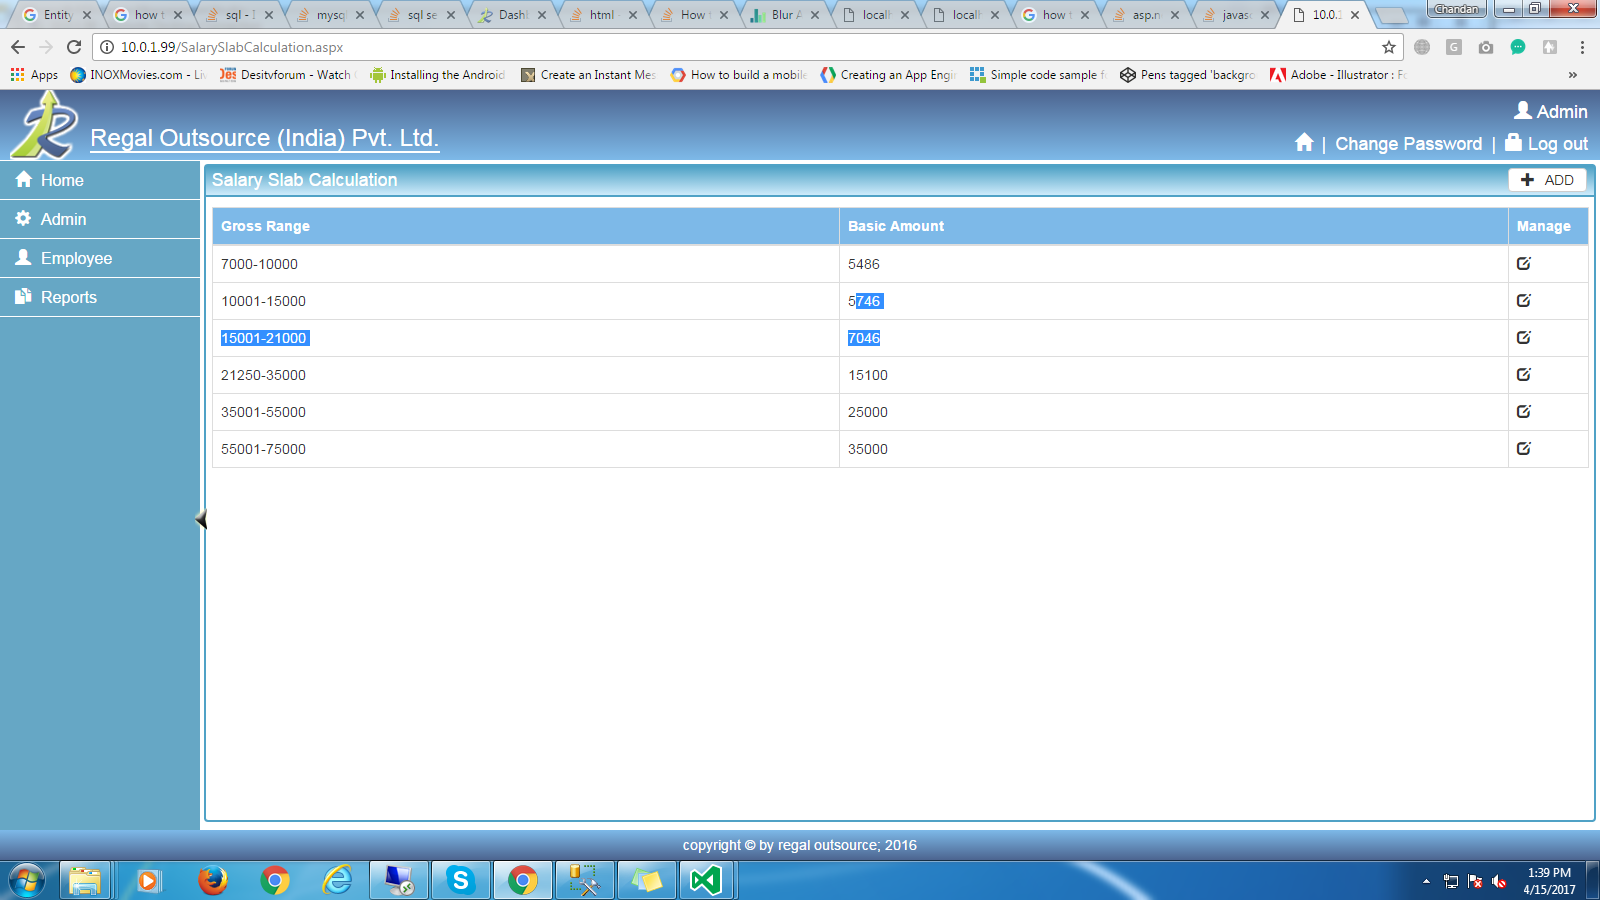 Entity how t sql - I mysql sql se Dashl html - How Blur A local local how asp.n javasc 10.0.1 Chandan
10.0.1.99/SalarySlabCalculation.aspx
Apps INOXMovies.com - Li Desitvforum - Watch Installing the Android Create an Instant Mes How to build a mobile Creating an App Engi Simple code sample f Pens tagged 'backgro Adobe - Illustrator : Fo »
Regal Outsource (India) Pvt. Ltd.
Admin
| Change Password | Log out
Home
Admin
Employee
Reports
Salary Slab Calculation
ADD
Gross Range Basic Amount Manage
7000-10000 5486
10001-15000 5746
15001-21000 7046
21250-35000 15100
35001-55000 25000
55001-75000 35000
copyright © by regal outsource; 2016
1:39 PM
4/15/2017